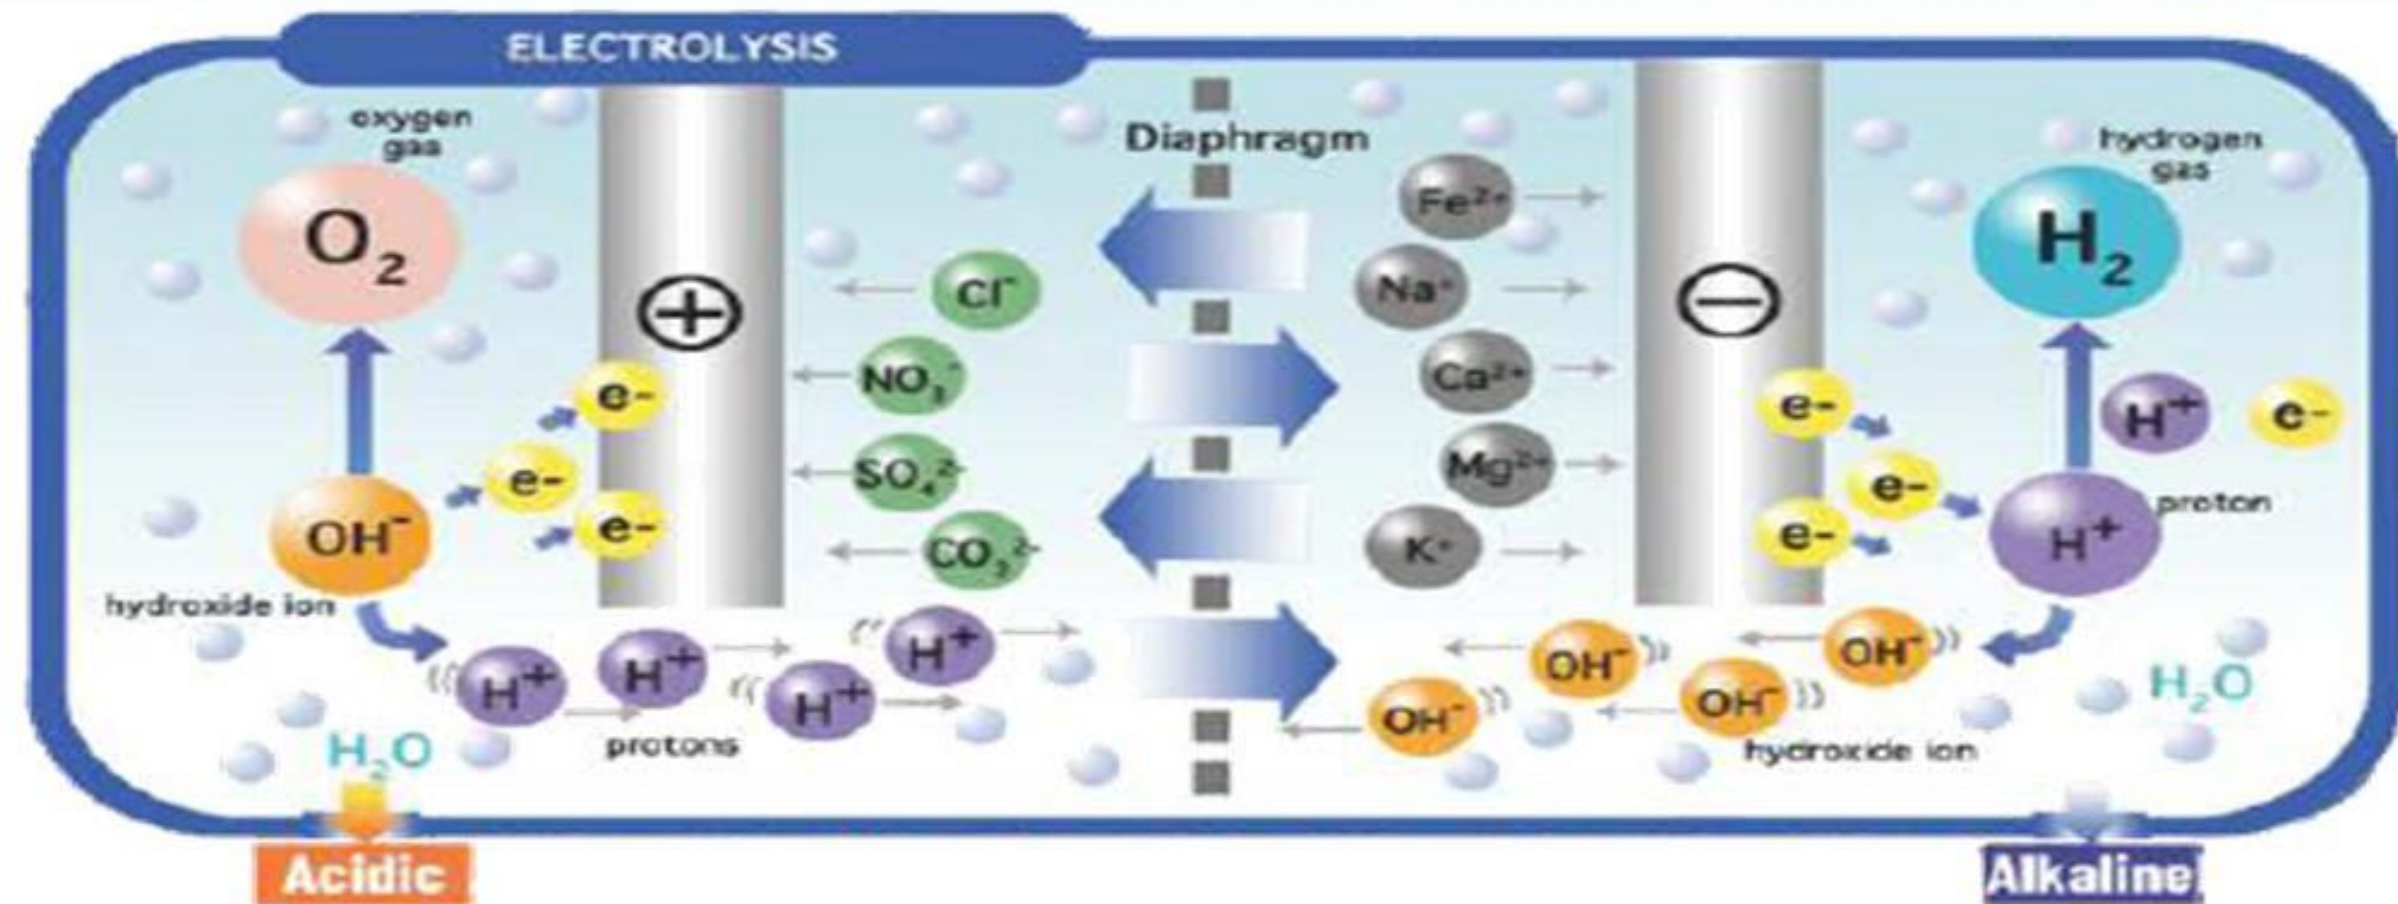 ELECTROLYSIS
oxygen
gas
O₂
OH⁻
hydroxide ion
e-
e-
e-
+
Cl⁻
NO₃⁻
SO₄²⁻
CO₃²⁻
H⁺
H⁺
H⁺
H⁺
protons
H₂O
Acidic
Diaphragm
Fe²⁺
Na⁺
Ca²⁺
Mg²⁺
K⁺
−
e-
e-
e-
hydrogen
gas
H₂
H⁺
e-
proton
H⁺
OH⁻
OH⁻
OH⁻
OH⁻
hydroxide ion
H₂O
Alkaline